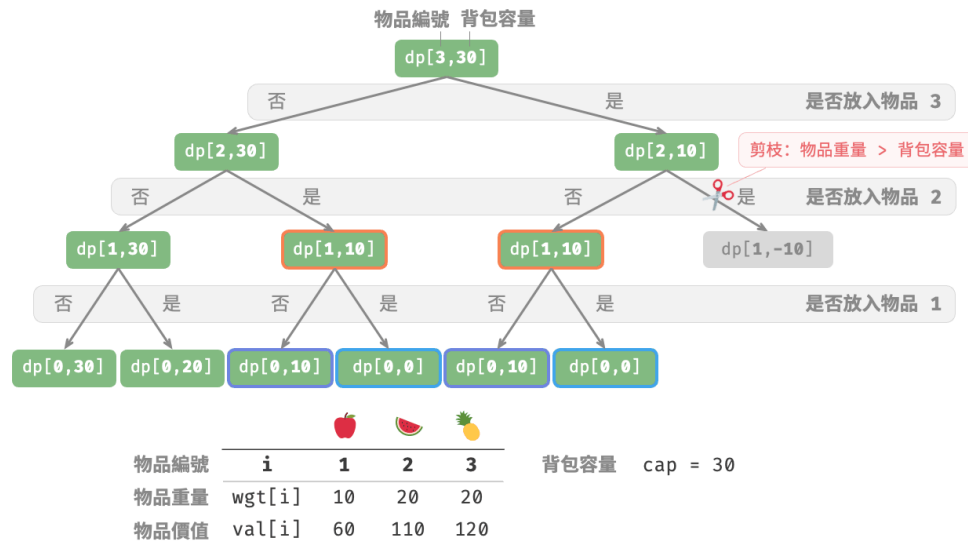 物品編號 背包容量
dp[3,30]
否 是 是否放入物品 3
dp[2,30] dp[2,10] 剪枝：物品重量 > 背包容量
否 是 否 是 是否放入物品 2
dp[1,30] dp[1,10] dp[1,10] dp[1,-10]
否 是 否 是 否 是 是否放入物品 1
dp[0,30] dp[0,20] dp[0,10] dp[0,0] dp[0,10] dp[0,0]
物品編號 i 1 2 3 背包容量 cap = 30
物品重量 wgt[i] 10 20 20
物品價值 val[i] 60 110 120